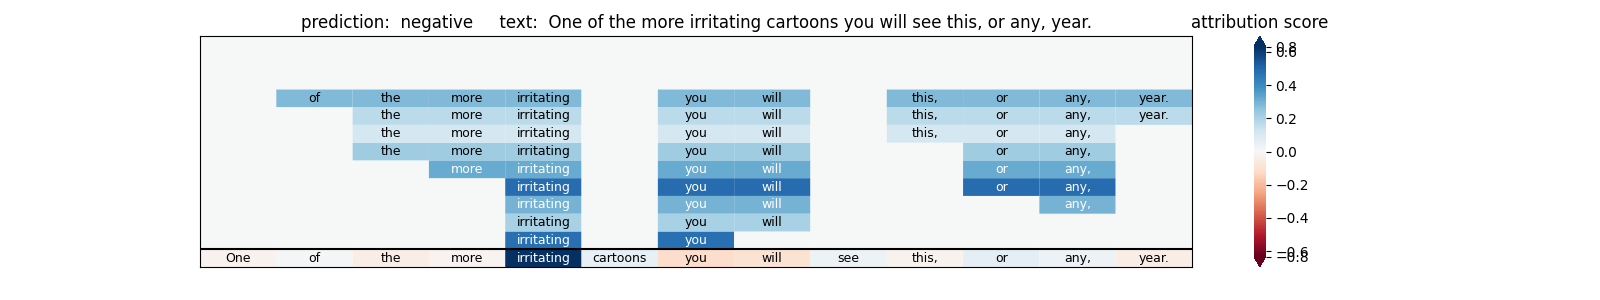 prediction:  negative     text:  One of the more irritating cartoons you will see this, or any, year.
attribution score
of the more irritating you will this, or any, year.
the more irritating you will this, or any, year.
the more irritating you will this, or any,
the more irritating you will or any,
more irritating you will or any,
irritating you will or any,
irritating you will any,
irritating you will
irritating you
One of the more irritating cartoons you will see this, or any, year.
0.8
0.6
0.4
0.2
0.0
−0.2
−0.4
−0.6
−0.8